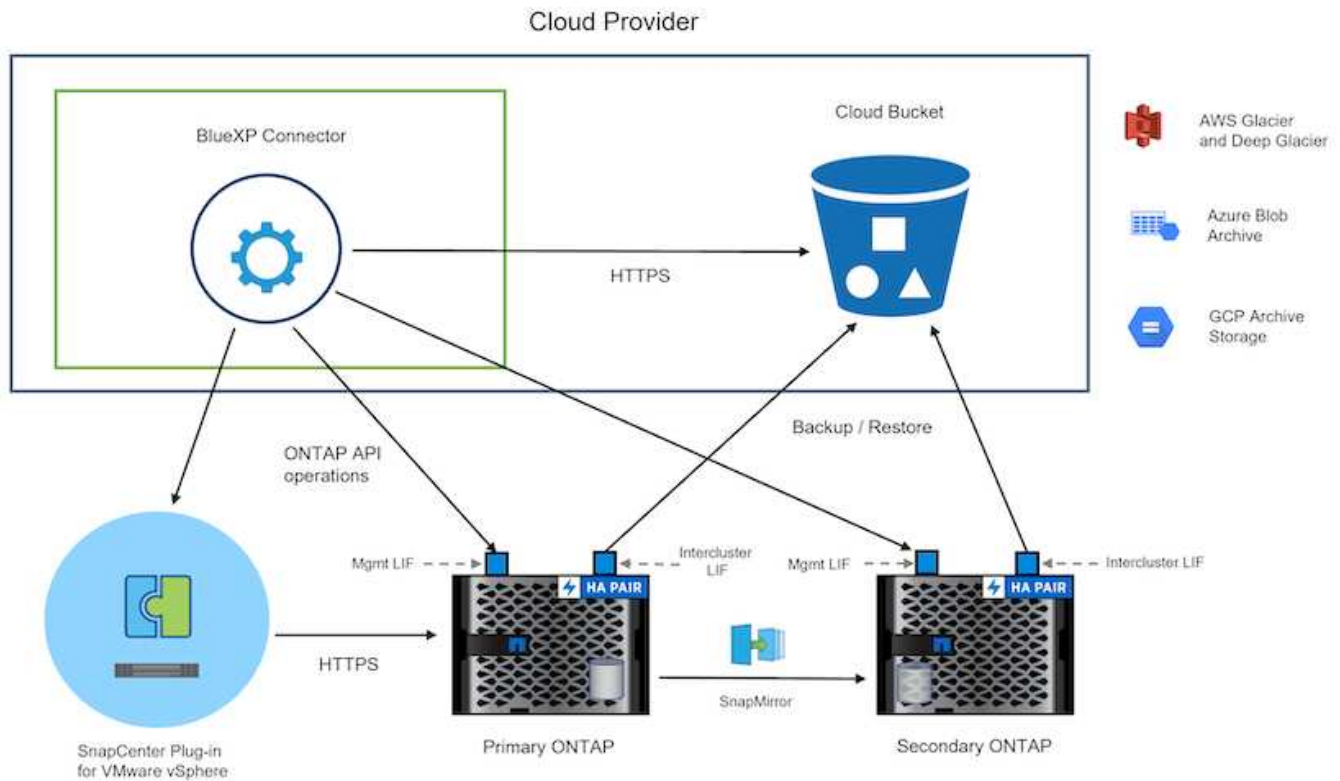 Cloud Provider
BlueXP Connector
Cloud Bucket
AWS Glacier
and Deep Glacier
Azure Blob
Archive
GCP Archive
Storage
HTTPS
ONTAP API
operations
Backup / Restore
Mgmt LIF
Intercluster
LIF
Mgmt LIF
Intercluster LIF
HA PAIR
HA PAIR
HTTPS
SnapMirror
SnapCenter Plug-in
for VMware vSphere
Primary ONTAP
Secondary ONTAP